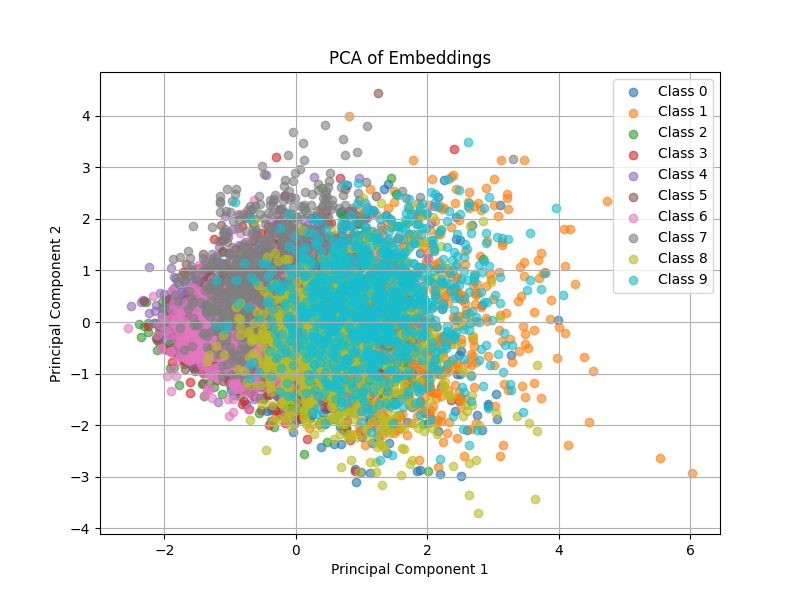 PCA of Embeddings
Class 0
Class 1
Class 2
Class 3
Class 4
Class 5
Class 6
Class 7
Class 8
Class 9
4
3
2
1
0
−1
−2
−3
−4
Principal Component 2
−2
0
2
4
6
Principal Component 1